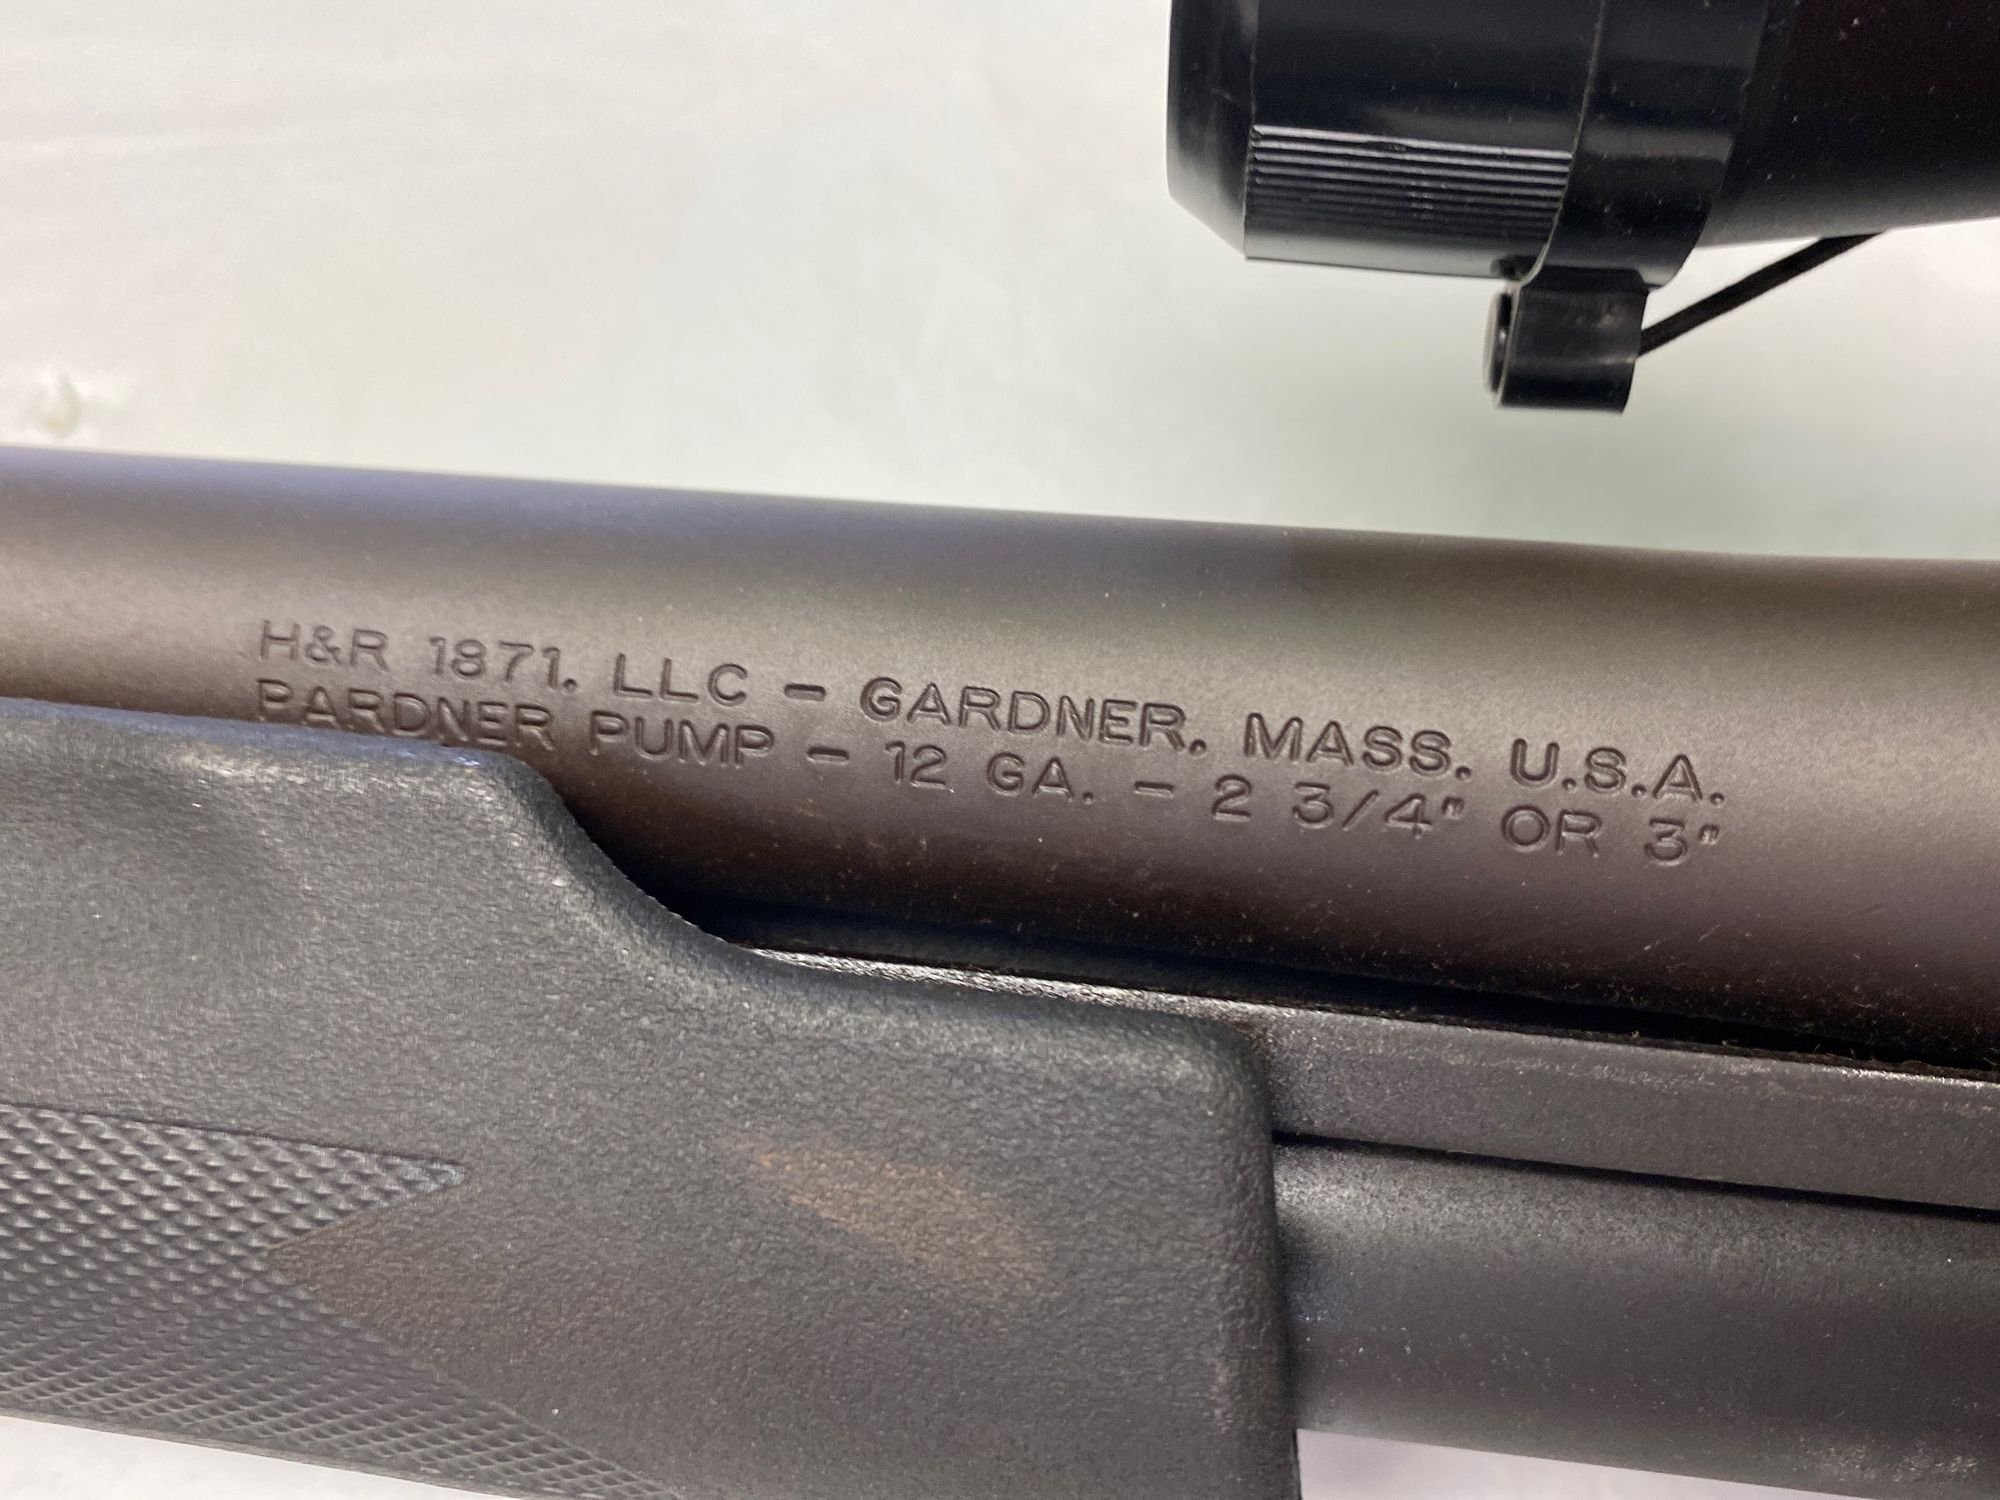 H&R 1871, LLC - GARDNER, MASS. U.S.A.
PARDNER PUMP - 12 GA. - 2 3/4" OR 3"